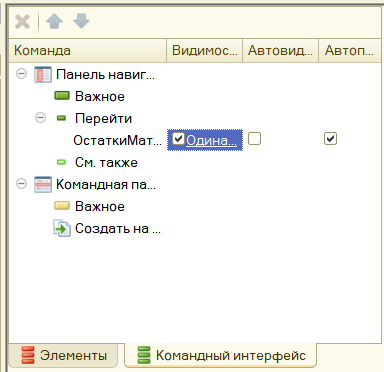 Команда Видимос... Автовид... Автоп...
Панель навиг...
Важное
Перейти
ОстаткиМат... Одина...
См. также
Командная па...
Важное
Создать на ...
Элементы Командный интерфейс